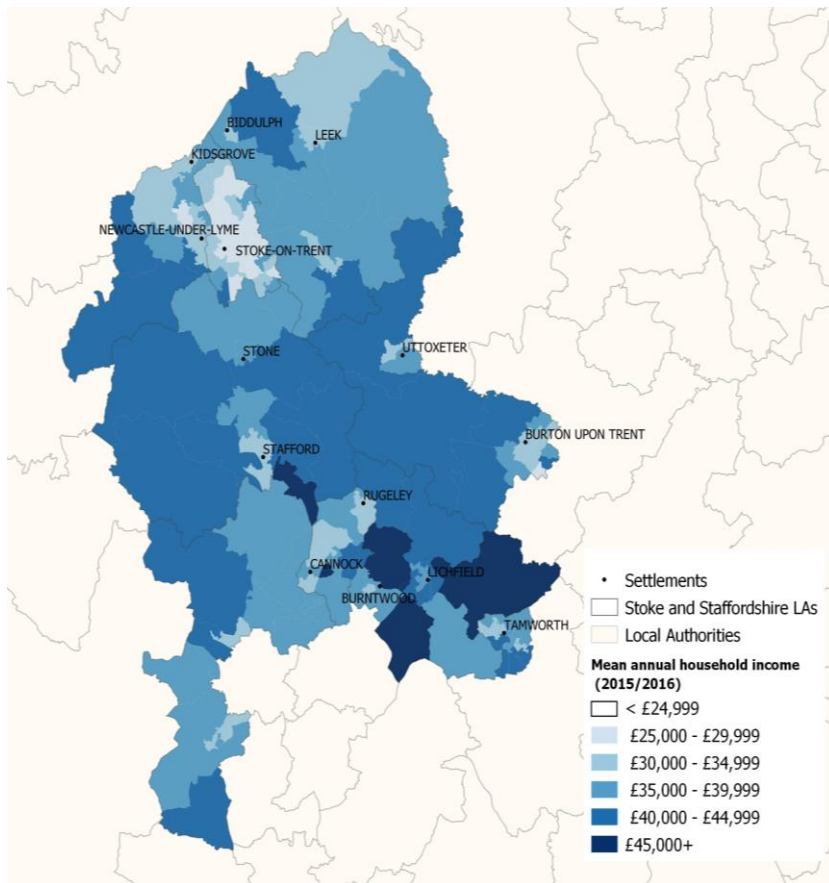 BIDDULPH
LEEK
KIDSGROVE
NEWCASTLE-UNDER-LYME
STOKE-ON-TRENT
STONE
UTTOXETER
BURTON UPON TRENT
STAFFORD
RUGELEY
CANNOCK
LICHFIELD
BURNTWOOD
TAMWORTH
Settlements
Stoke and Staffordshire LAs
Local Authorities
Mean annual household income
(2015/2016)
< £24,999
£25,000 - £29,999
£30,000 - £34,999
£35,000 - £39,999
£40,000 - £44,999
£45,000+